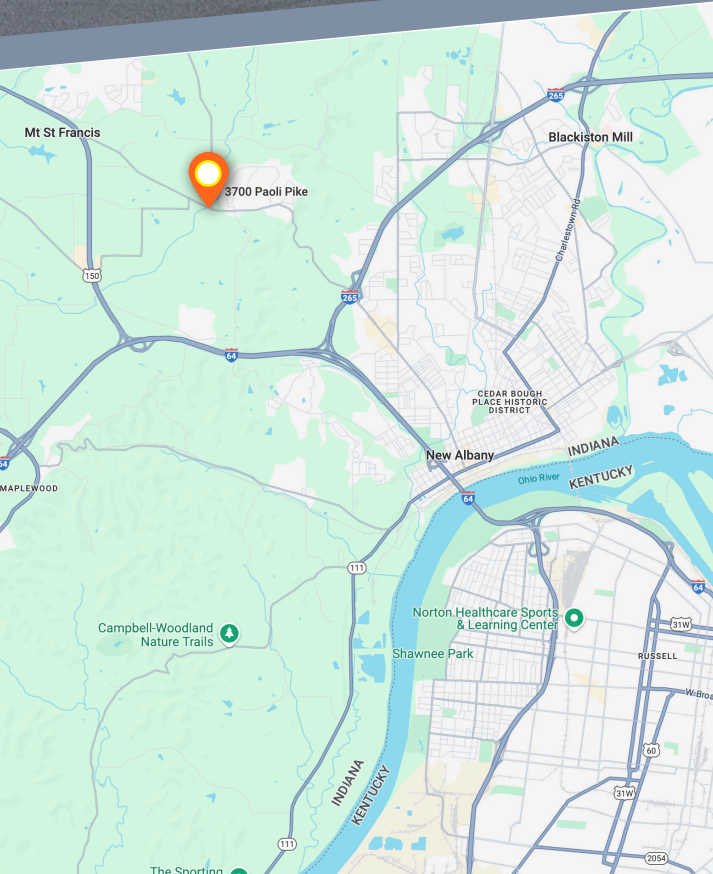 265
Mt St Francis
Blackiston Mill
3700 Paoli Pike
Charlestown Rd
150
265
64
CEDAR BOUGH
PLACE HISTORIC
DISTRICT
New Albany
INDIANA
64
KENTUCKY
Ohio River
MAPLEWOOD
64
111
64
Norton Healthcare Sports
& Learning Center
31W
Campbell-Woodland
Nature Trails
Shawnee Park
RUSSELL
W Broa
60
INDIANA
KENTUCKY
31W
111
2054
The Sporting